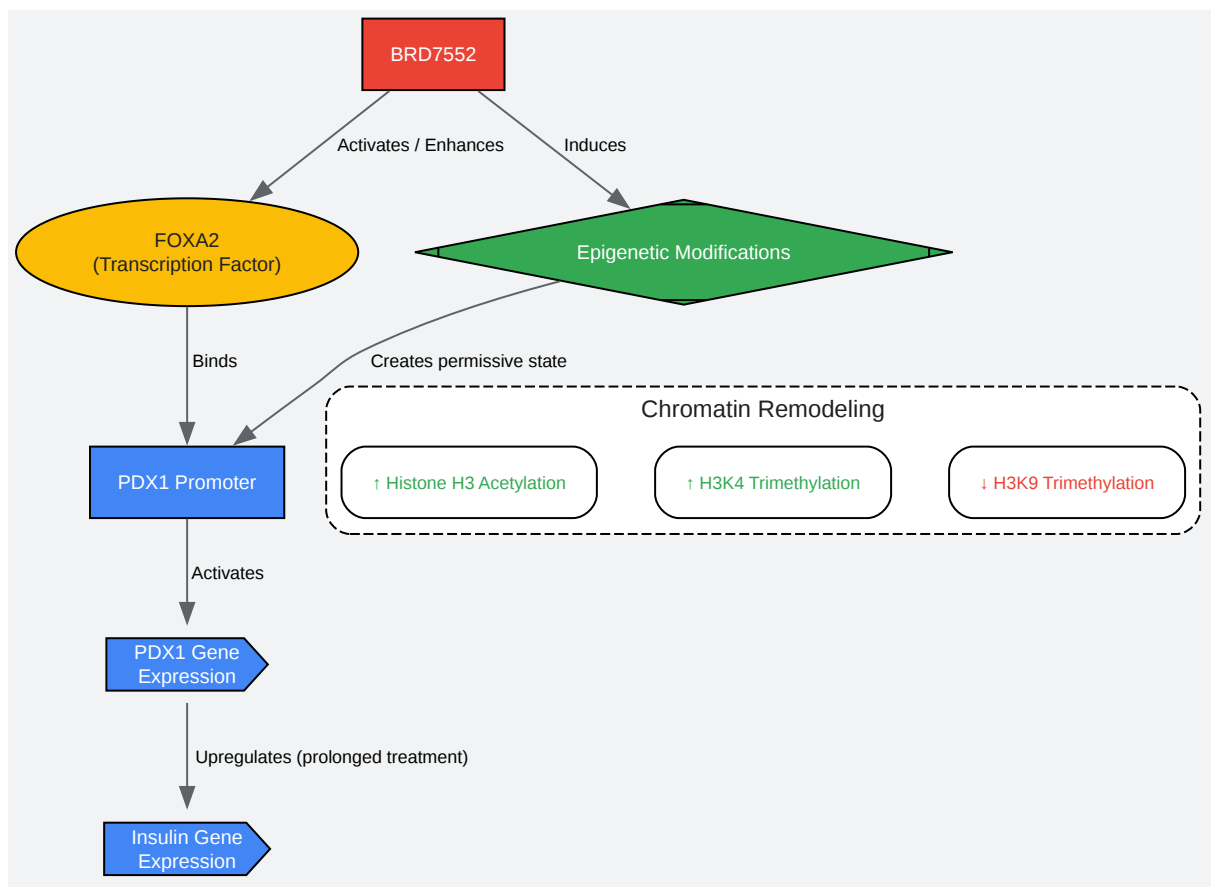 BRD7552
Activates / Enhances
Induces
FOXA2
(Transcription Factor)
Epigenetic Modifications
Binds
Creates permissive state
Chromatin Remodeling
PDX1 Promoter
↑ Histone H3 Acetylation
↑ H3K4 Trimethylation
↓ H3K9 Trimethylation
Activates
PDX1 Gene
Expression
Upregulates (prolonged treatment)
Insulin Gene
Expression